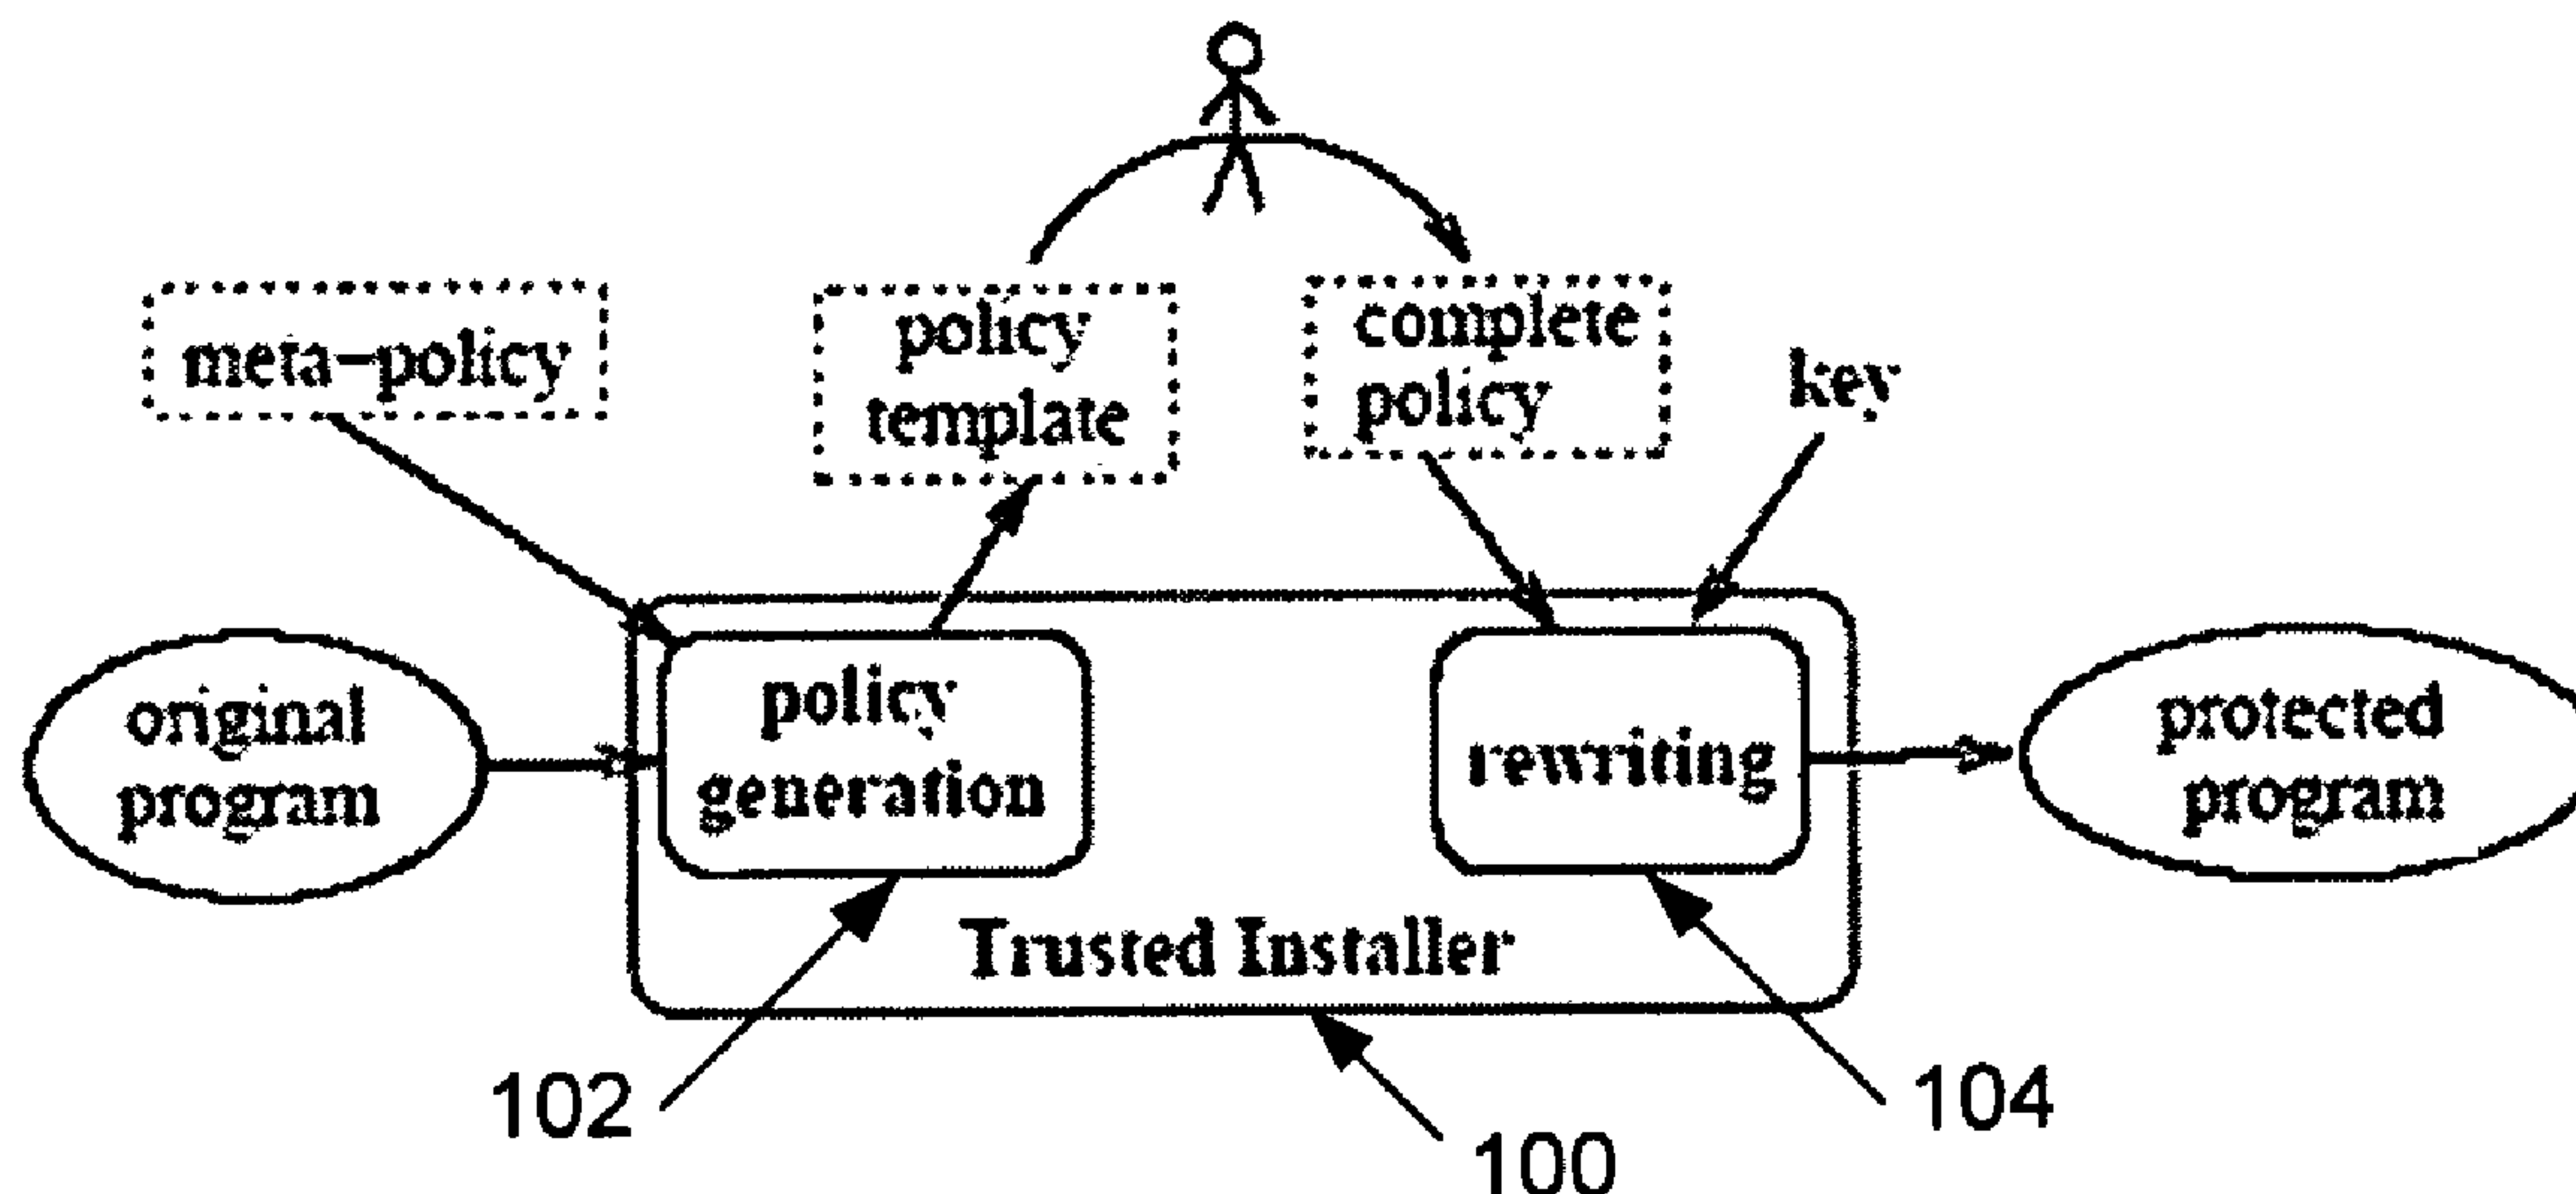 meta-policy
policy
template
complete
policy
key
original
program
policy
generation
rewriting
protected
program
Trusted Installer
102
100
104